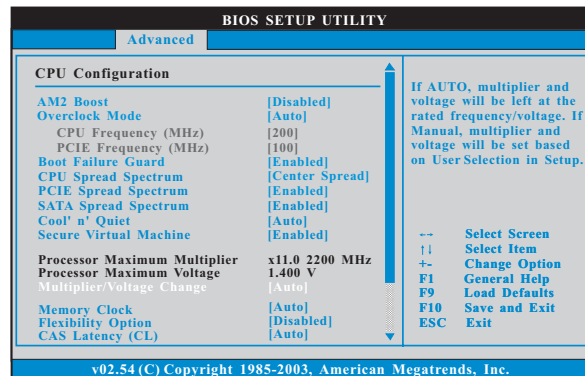 BIOS SETUP UTILITY
Advanced
CPU Configuration
AM2 Boost [Disabled]
Overclock Mode [Auto]
CPU Frequency (MHz) [200]
PCIE Frequency (MHz) [100]
Boot Failure Guard [Enabled]
CPU Spread Spectrum [Center Spread]
PCIE Spread Spectrum [Enabled]
SATA Spread Spectrum [Enabled]
Cool' n' Quiet [Auto]
Secure Virtual Machine [Enabled]
Processor Maximum Multiplier x11.0 2200 MHz
Processor Maximum Voltage 1.400 V
Multiplier/Voltage Change [Auto]
Memory Clock [Auto]
Flexibility Option [Disabled]
CAS Latency (CL) [Auto]
If AUTO, multiplier and
voltage will be left at the
rated frequency/voltage. If
Manual, multiplier and
voltage will be set based
on User Selection in Setup.
↔ Select Screen
↑↓ Select Item
+- Change Option
F1 General Help
F9 Load Defaults
F10 Save and Exit
ESC Exit
v02.54 (C) Copyright 1985-2003, American Megatrends, Inc.